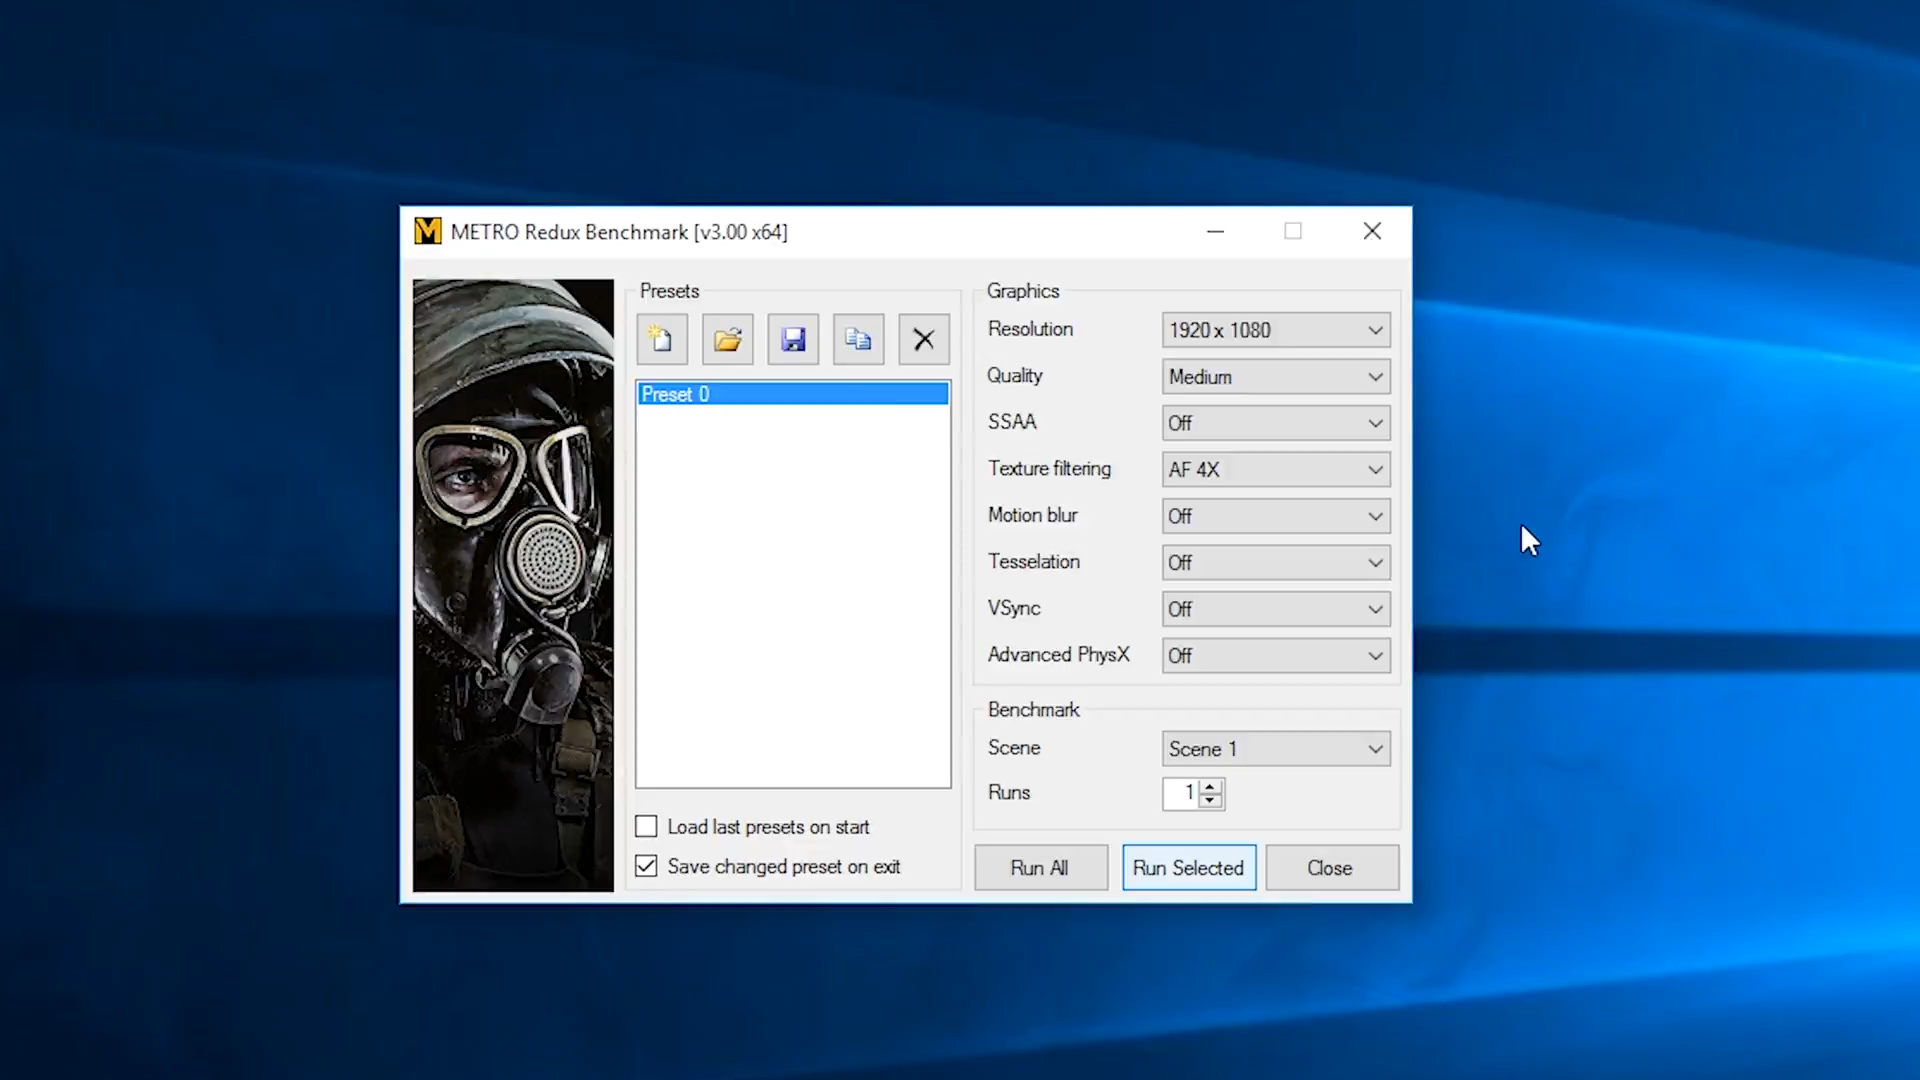 METRO Redux Benchmark [v3.00 x64]
Presets
Preset 0
Load last presets on start
Save changed preset on exit
Graphics
Resolution 1920 x 1080
Quality Medium
SSAA Off
Texture filtering AF 4X
Motion blur Off
Tesselation Off
VSync Off
Advanced PhysX Off
Benchmark
Scene Scene 1
Runs 1
Run All Run Selected Close